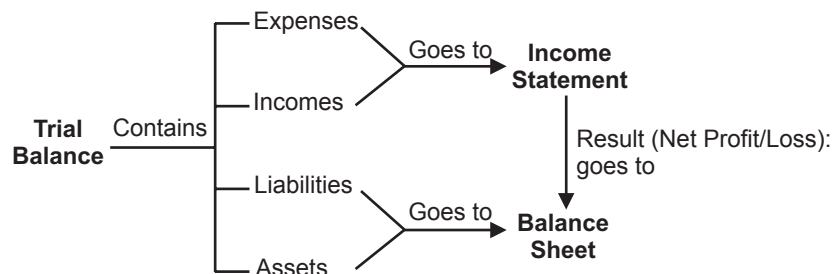 Expenses
Goes to
Income
Statement
Incomes
Trial
Balance
Contains
Result (Net Profit/Loss):
goes to
Liabilities
Goes to
Balance
Sheet
Assets